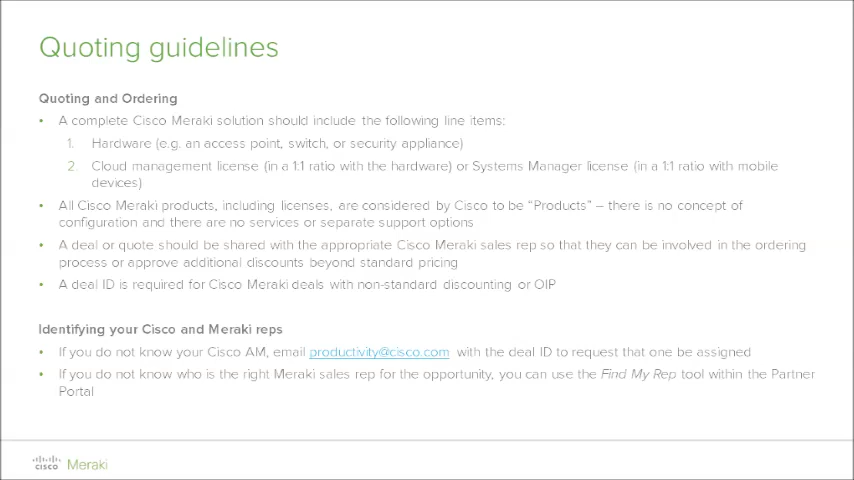 Quoting guidelines
Quoting and Ordering
• A complete Cisco Meraki solution should include the following line items:
1. Hardware (e.g. an access point, switch, or security appliance)
2. Cloud management license (in a 1:1 ratio with the hardware) or Systems Manager license (in a 1:1 ratio with mobile
devices)
• All Cisco Meraki products, including licenses, are considered by Cisco to be “Products” – there is no concept of
configuration and there are no services or separate support options
• A deal or quote should be shared with the appropriate Cisco Meraki sales rep so that they can be involved in the ordering
process or approve additional discounts beyond standard pricing
• A deal ID is required for Cisco Meraki deals with non-standard discounting or OIP
Identifying your Cisco and Meraki reps
• If you do not know your Cisco AM, email productivity@cisco.com with the deal ID to request that one be assigned
• If you do not know who is the right Meraki sales rep for the opportunity, you can use the Find My Rep tool within the Partner
Portal
cisco Meraki